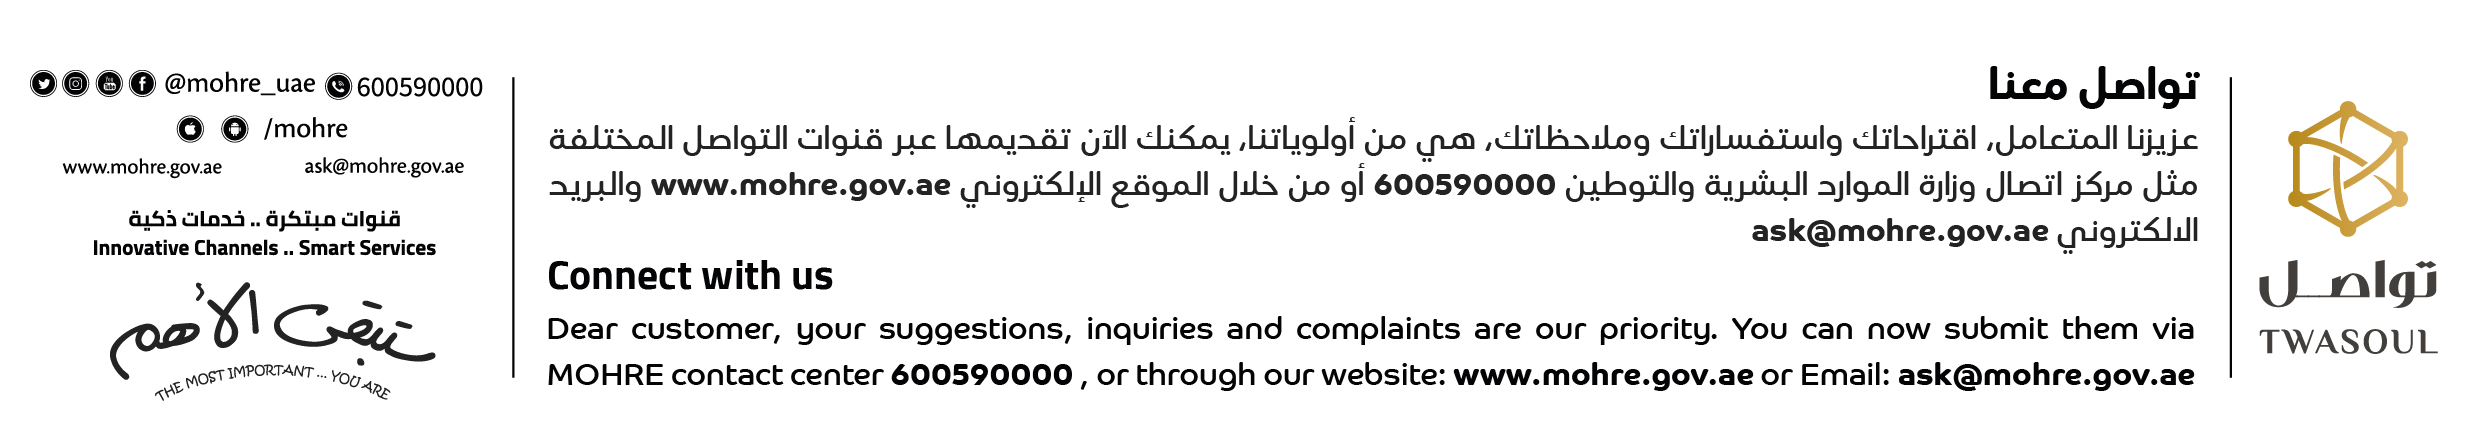 @mohre_uae 600590000
/mohre
www.mohre.gov.ae ask@mohre.gov.ae
قنوات مبتكرة .. خدمات ذكية
Innovative Channels .. Smart Services
ستبقى الأهم
THE MOST IMPORTANT ... YOU ARE
تواصل معنا
عزيزنا المتعامل, اقتراحاتك واستفساراتك وملاحظاتك, هي من أولوياتنا, يمكنك الآن تقديمها عبر قنوات التواصل المختلفة
مثل مركز اتصال وزارة الموارد البشرية والتوطين 600590000 أو من خلال الموقع الإلكتروني www.mohre.gov.ae والبريد
الالكتروني ask@mohre.gov.ae
Connect with us
Dear customer, your suggestions, inquiries and complaints are our priority. You can now submit them via
MOHRE contact center 600590000 , or through our website: www.mohre.gov.ae or Email: ask@mohre.gov.ae
تواصل
TWASOUL